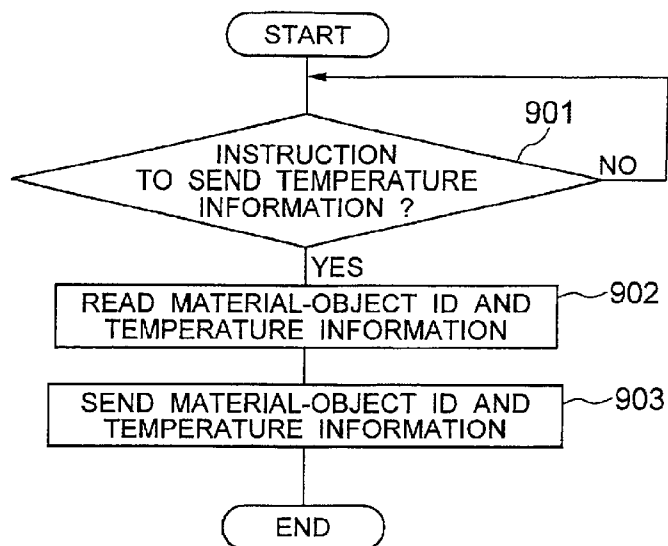 START
901
INSTRUCTION
TO SEND TEMPERATURE
INFORMATION ?
NO
YES
READ MATERIAL-OBJECT ID AND
TEMPERATURE INFORMATION
902
SEND MATERIAL-OBJECT ID AND
TEMPERATURE INFORMATION
903
END